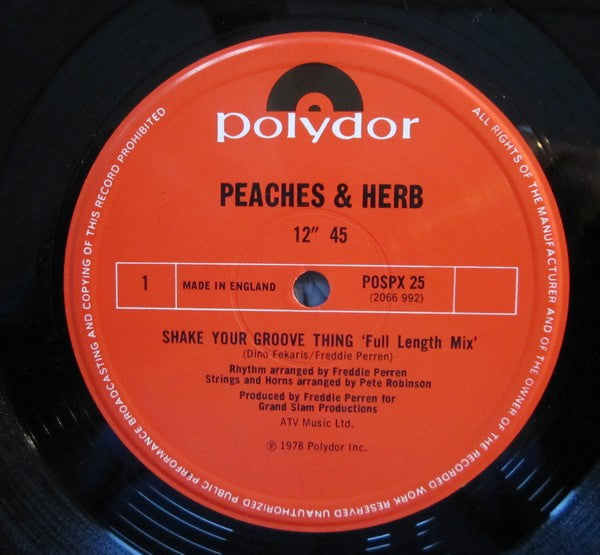 polydor
PEACHES & HERB
12" 45
1
MADE IN ENGLAND
POSPX 25
(2066 992)
SHAKE YOUR GROOVE THING 'Full Length Mix'
(Dino Fekaris/Freddie Perren)
Rhythm arranged by Freddie Perren
Strings and Horns arranged by Pete Robinson
Produced by Freddie Perren for
Grand Slam Productions
ATV Music Ltd.
℗ 1978 Polydor Inc.
ALL RIGHTS OF THE MANUFACTURER AND OF THE OWNER OF THE RECORDED WORK RESERVED UNAUTHORIZED PUBLIC PERFORMANCE BROADCASTING AND COPYING OF THIS RECORD PROHIBITED